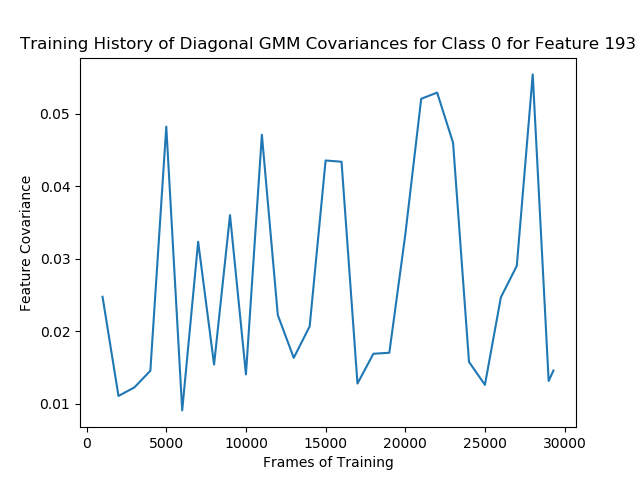 Training History of Diagonal GMM Covariances for Class 0 for Feature 193
Feature Covariance
0.05
0.04
0.03
0.02
0.01
0 5000 10000 15000 20000 25000 30000
Frames of Training